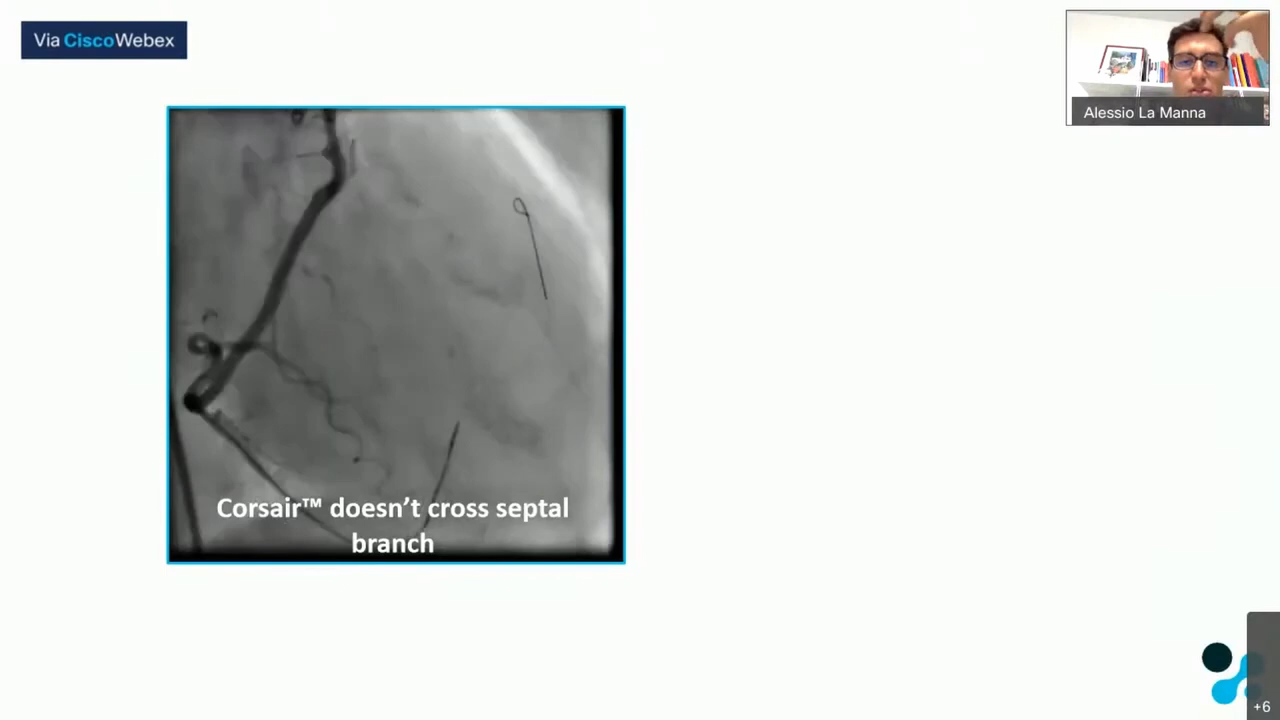 Via CiscoWebex
Alessio La Manna
Corsair™ doesn’t cross septal
branch
+6